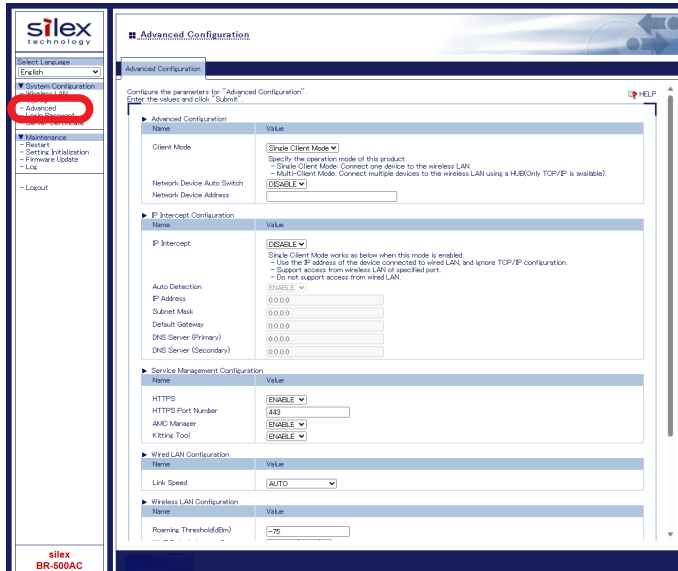 silex
technology
Select Language
English
▼ System Configuration
- Wireless LAN
- Advanced
- Login Password
- Server Certificate
▼ Maintenance
- Restart
- Setting Initialization
- Firmware Update
- Log
- Logout
silex
BR-500AC
Advanced Configuration
Advanced Configuration
Configure the parameters for "Advanced Configuration".
Enter the values and click "Submit".
HELP
▶ Advanced Configuration
Name Value
Client Mode Single Client Mode
Specify the operation mode of this product.
- Single Client Mode: Connect one device to the wireless LAN.
- Multi-Client Mode: Connect multiple devices to the wireless LAN using a HUB(Only TCP/IP is available).
Network Device Auto Switch DISABLE
Network Device Address
▶ IP Intercept Configuration
Name Value
IP Intercept DISABLE
Single Client Mode works as below when this mode is enabled.
- Use the IP address of the device connected to wired LAN, and ignore TCP/IP configuration.
- Support access from wireless LAN of specified port.
- Do not support access from wired LAN.
Auto Detection ENABLE
IP Address 0.0.0.0
Subnet Mask 0.0.0.0
Default Gateway 0.0.0.0
DNS Server (Primary) 0.0.0.0
DNS Server (Secondary) 0.0.0.0
▶ Service Management Configuration
Name Value
HTTPS ENABLE
HTTPS Port Number 443
AMC Manager ENABLE
Kitting Tool ENABLE
▶ Wired LAN Configuration
Name Value
Link Speed AUTO
▶ Wireless LAN Configuration
Name Value
Roaming Threshold(dBm) -75